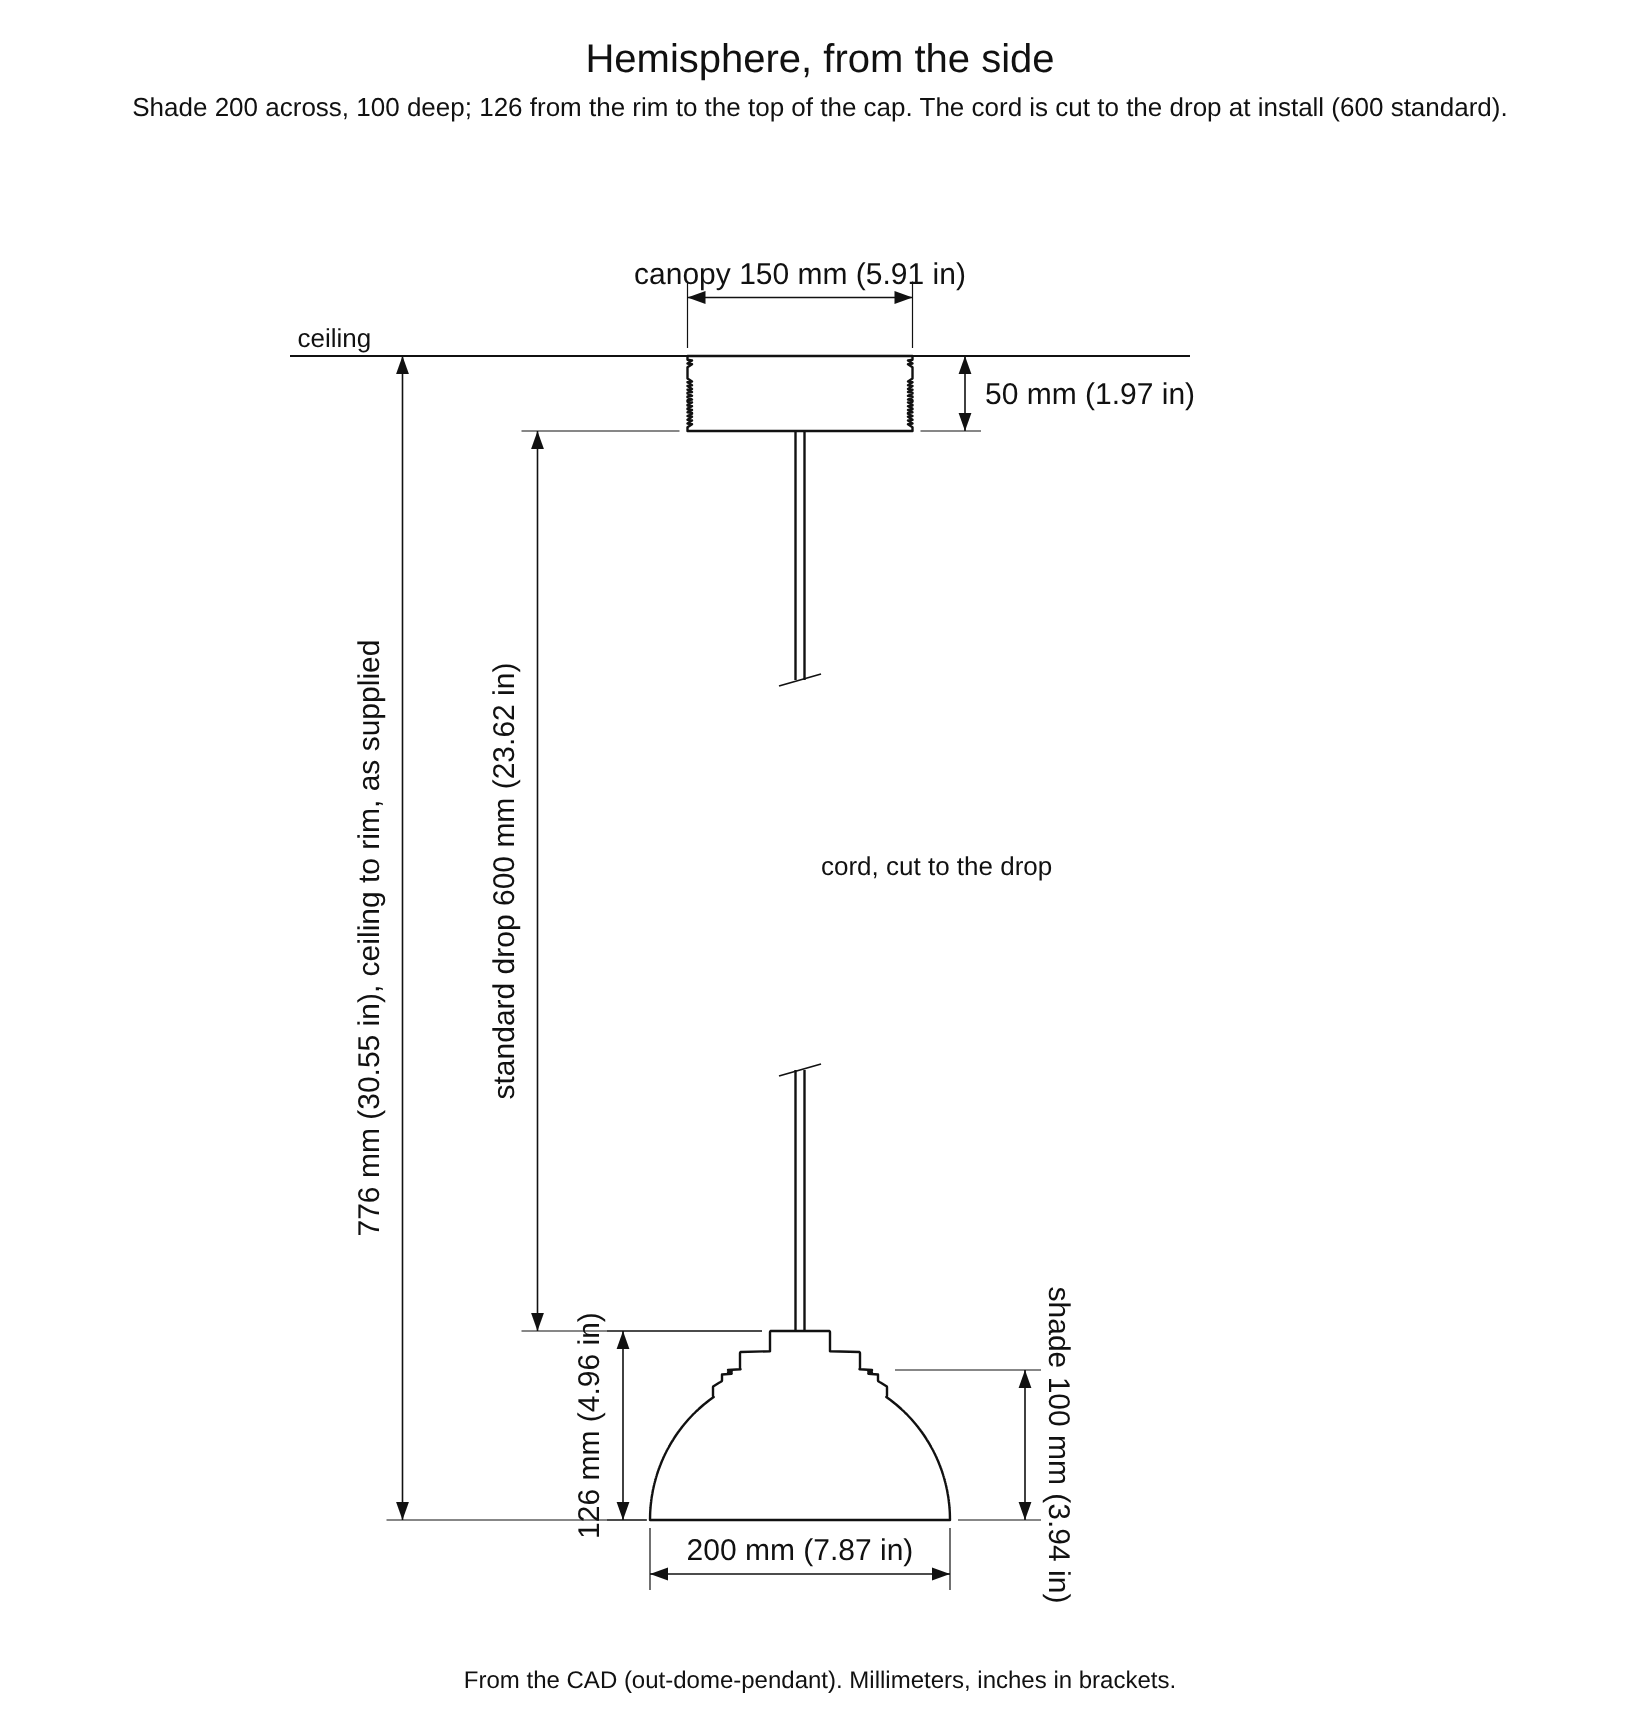 Hemisphere, from the side
Shade 200 across, 100 deep; 126 from the rim to the top of the cap. The cord is cut to the drop at install (600 standard).
canopy 150 mm (5.91 in)
ceiling
50 mm (1.97 in)
776 mm (30.55 in), ceiling to rim, as supplied
standard drop 600 mm (23.62 in)
cord, cut to the drop
126 mm (4.96 in)
shade 100 mm (3.94 in)
200 mm (7.87 in)
From the CAD (out-dome-pendant). Millimeters, inches in brackets.